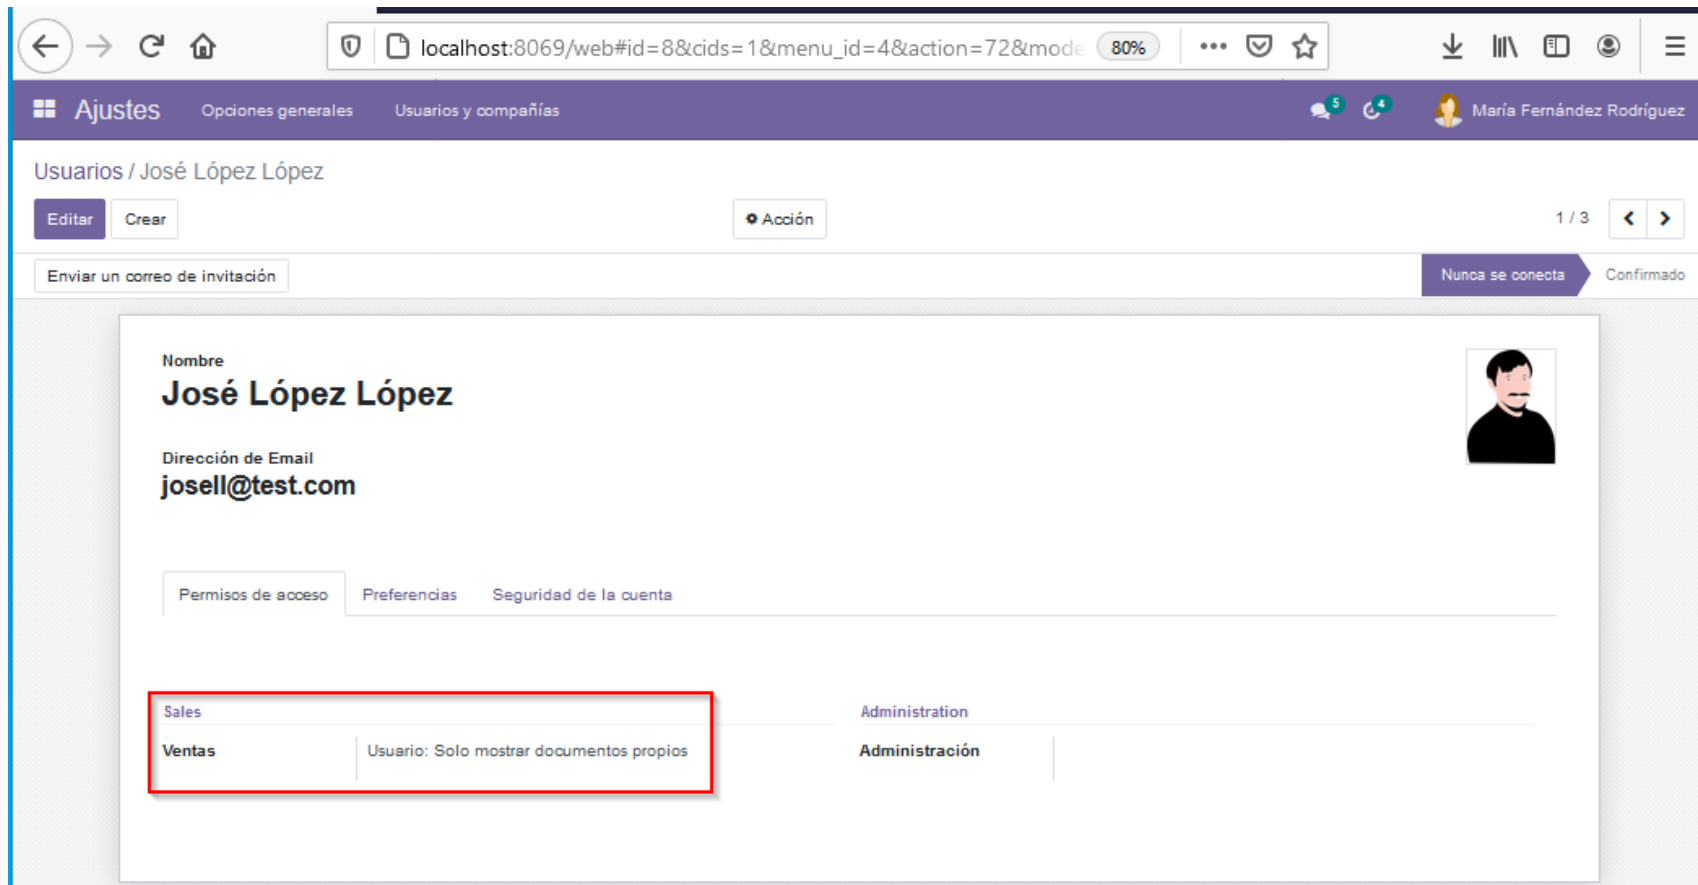 localhost:8069/web#id=8&cids=1&menu_id=4&action=72&mode 80%
Ajustes Opciones generales Usuarios y compañías 5 4 María Fernández Rodríguez
Usuarios / José López López
Editar Crear Acción 1 / 3
Enviar un correo de invitación Nunca se conecta Confirmado
Nombre
José López López
Dirección de Email
josell@test.com
Permisos de acceso Preferencias Seguridad de la cuenta
Sales Administration
Ventas Usuario: Solo mostrar documentos propios Administración